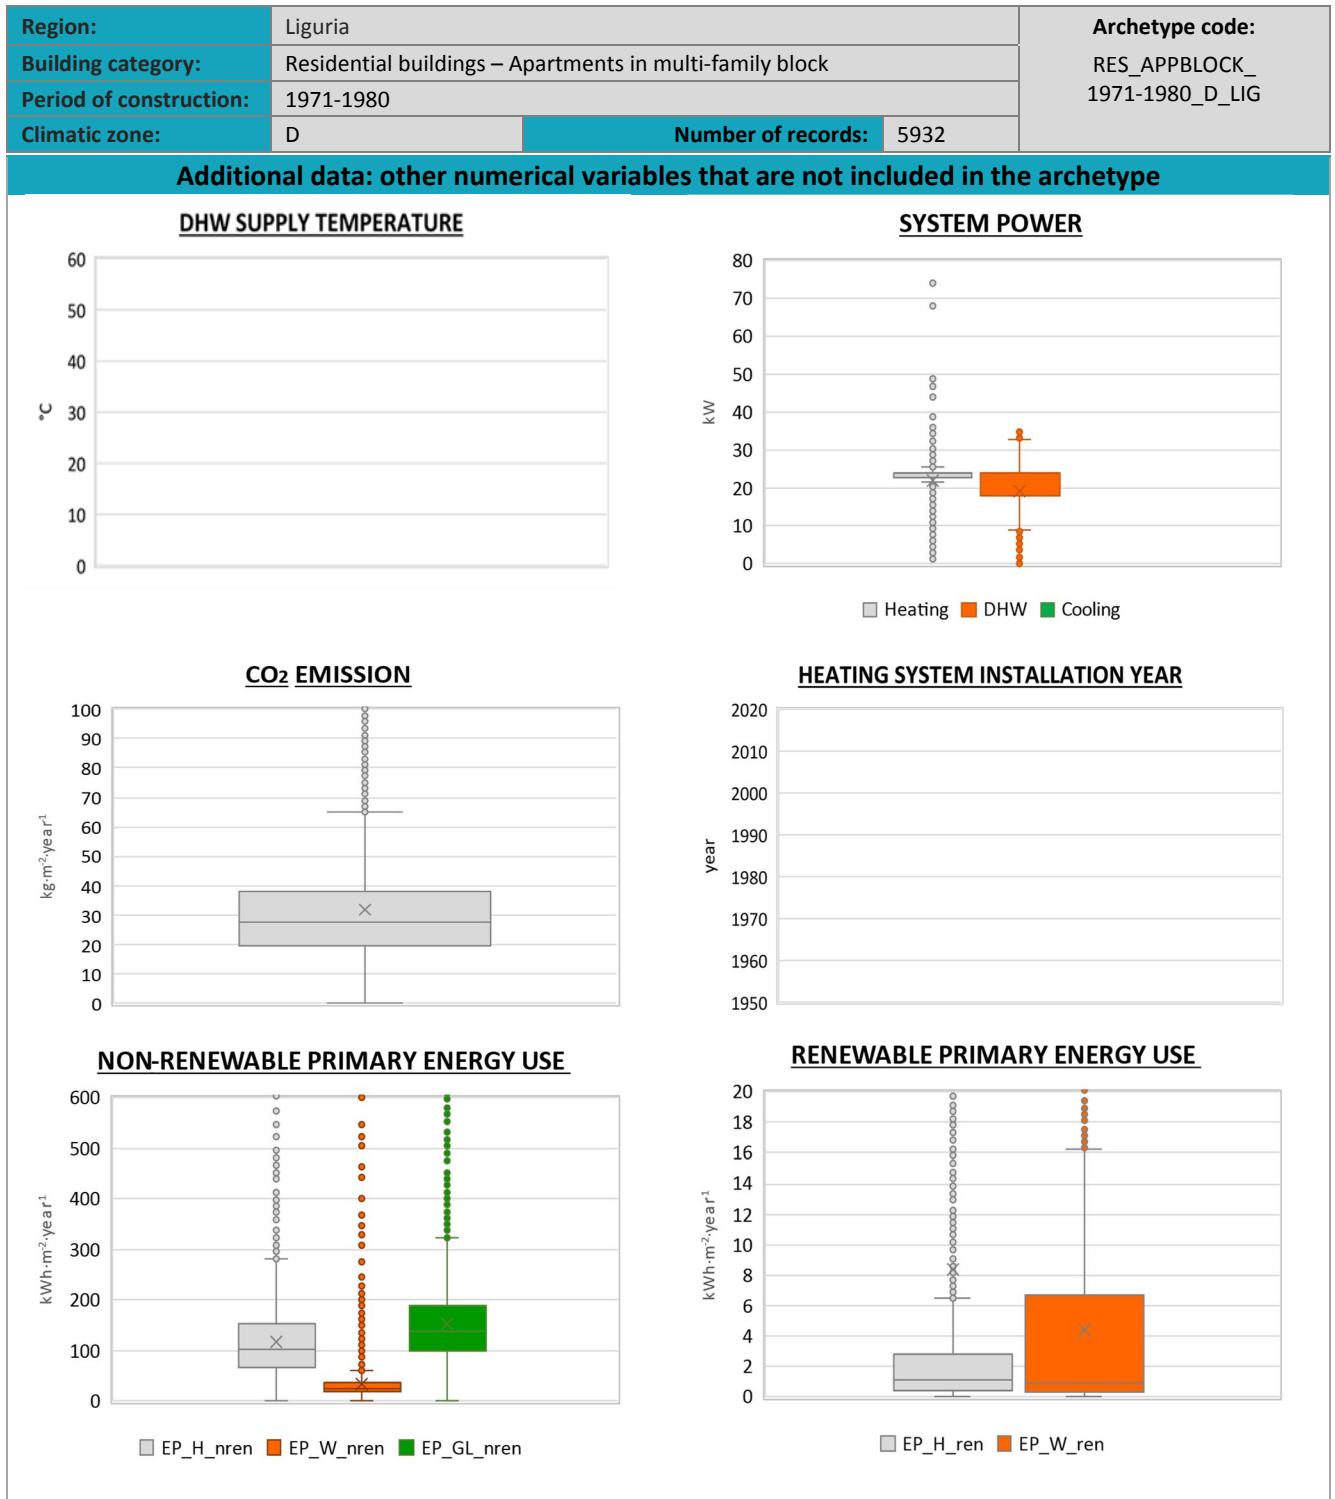 Region: Liguria Archetype code:
Building category: Residential buildings – Apartments in multi-family block RES_APPBLOCK_
Period of construction: 1971-1980 1971-1980_D_LIG
Climatic zone: D Number of records: 5932
Additional data: other numerical variables that are not included in the archetype
DHW SUPPLY TEMPERATURE
60
50
40
30
20
10
0
°C
SYSTEM POWER
80
70
60
50
40
30
20
10
0
kW
Heating DHW Cooling
CO2 EMISSION
100
90
80
70
60
50
40
30
20
10
0
kg·m-2·year-1
HEATING SYSTEM INSTALLATION YEAR
2020
2010
2000
1990
1980
1970
1960
1950
year
NON-RENEWABLE PRIMARY ENERGY USE
600
500
400
300
200
100
0
kWh·m-2·year-1
EP_H_nren EP_W_nren EP_GL_nren
RENEWABLE PRIMARY ENERGY USE
20
18
16
14
12
10
8
6
4
2
0
kWh·m-2·year-1
EP_H_ren EP_W_ren